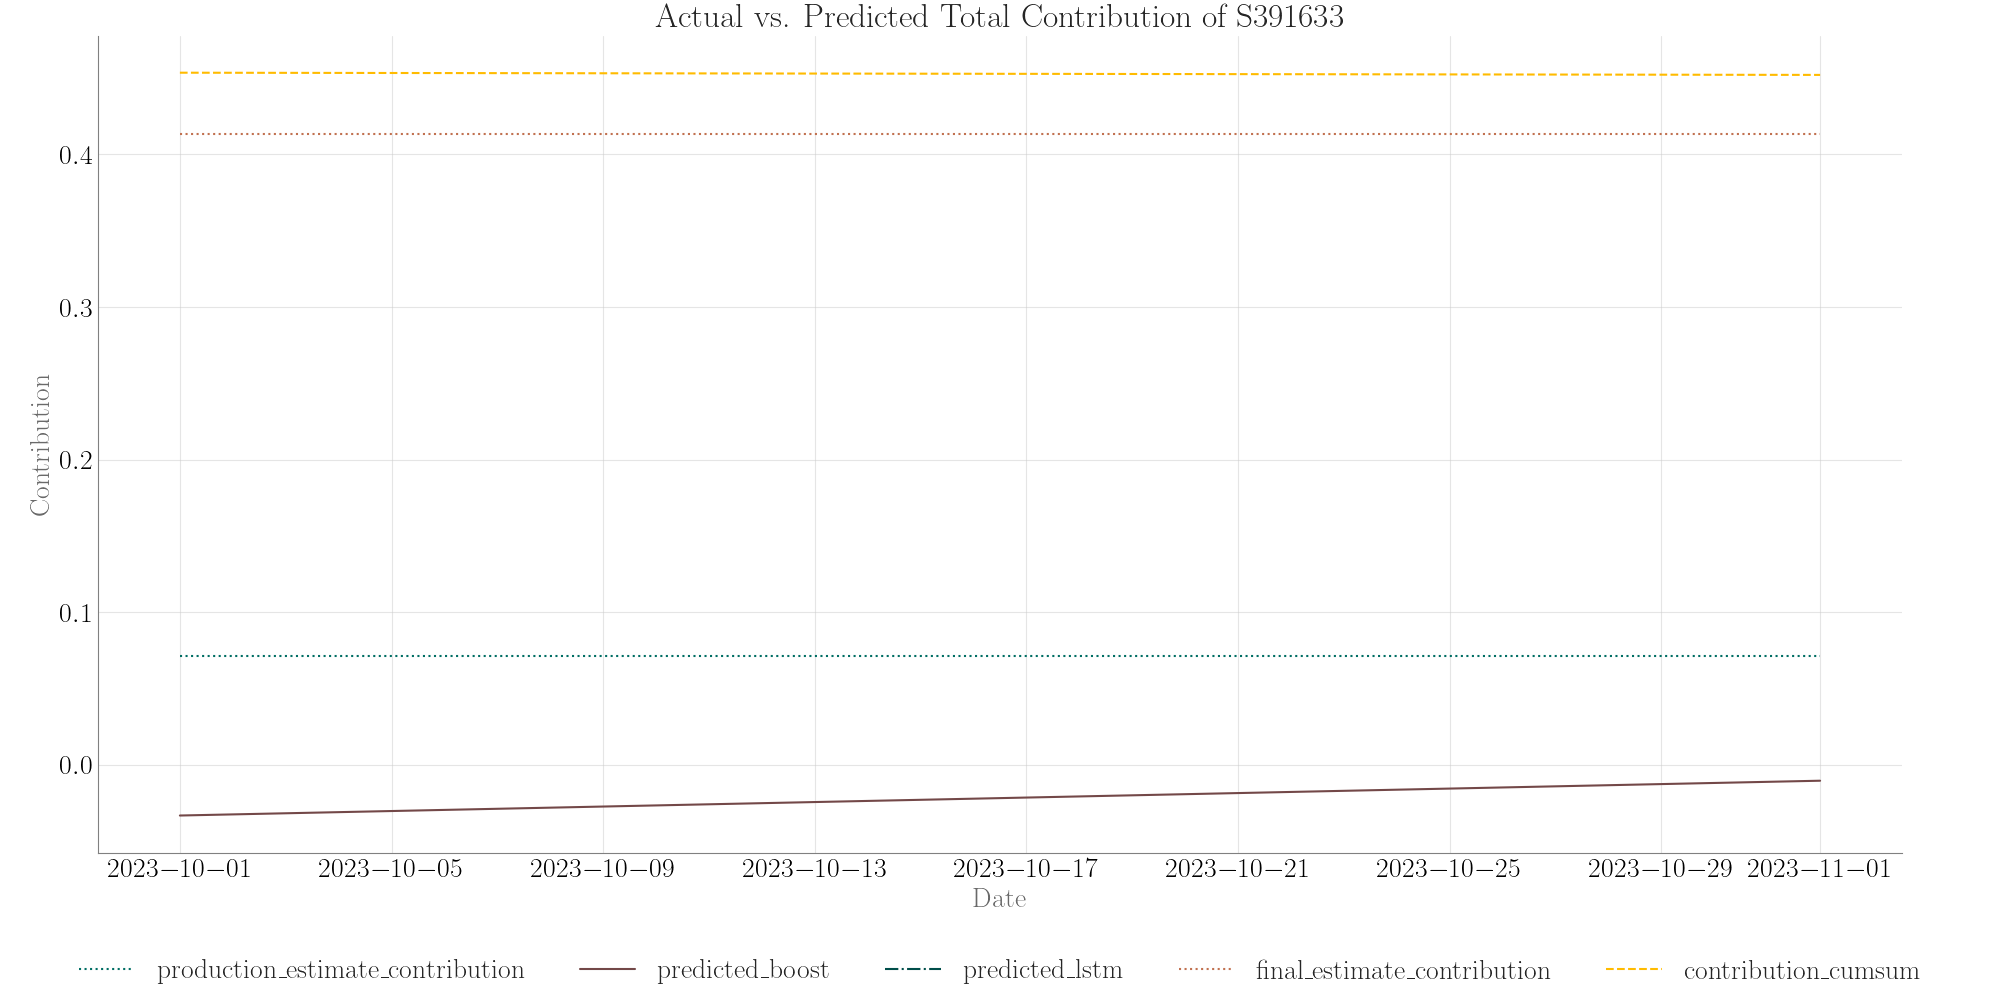 Actual vs. Predicted Total Contribution of S391633
Contribution
0.4
0.3
0.2
0.1
0.0
2023−10−01 2023−10−05 2023−10−09 2023−10−13 2023−10−17 2023−10−21 2023−10−25 2023−10−29 2023−11−01
Date
production_estimate_contribution predicted_boost predicted_lstm final_estimate_contribution contribution_cumsum